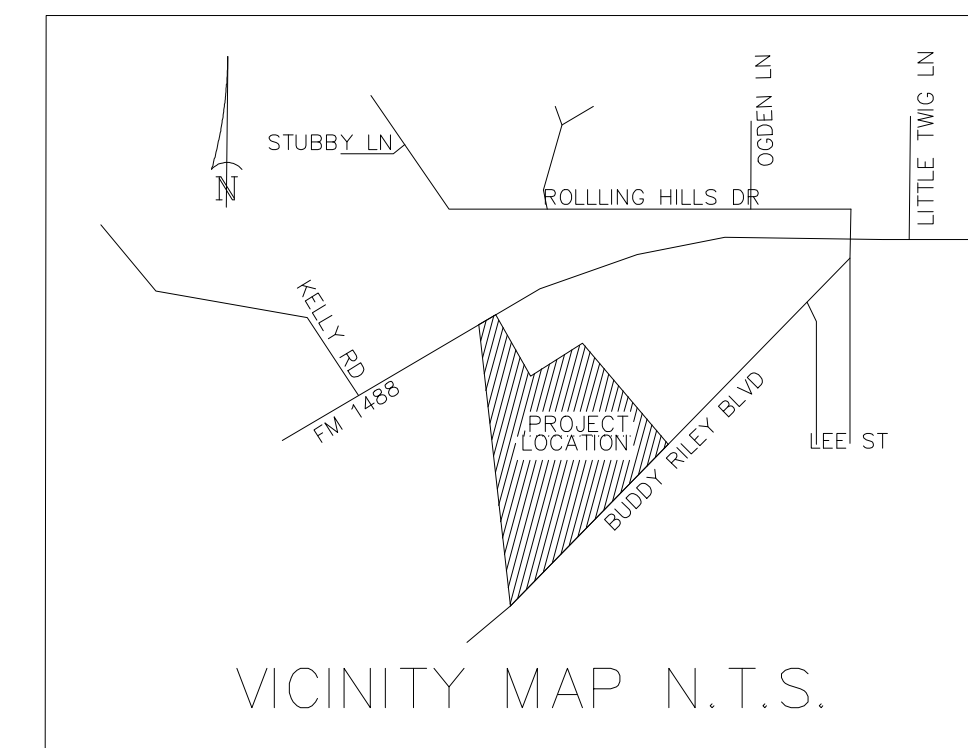 OGDEN LN
LITTLE TWIG LN
STUBBY LN
N
ROLLLING HILLS DR
KELLY RD
FM 1488
PROJECT
LOCATION
BUDDY RILEY BLVD
LEE ST
VICINITY MAP N.T.S.